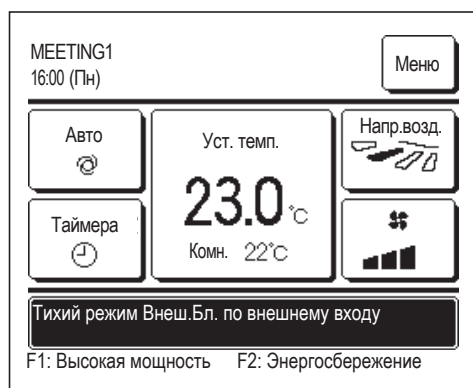 MEETING1
16:00 (Пн)
Меню
Авто
Уст. темп.
Напр.возд.
23.0 °C
Таймера
Комн. 22°C
Тихий режим Внеш.Бл. по внешнему входу
F1: Высокая мощность F2: Энергосбережение